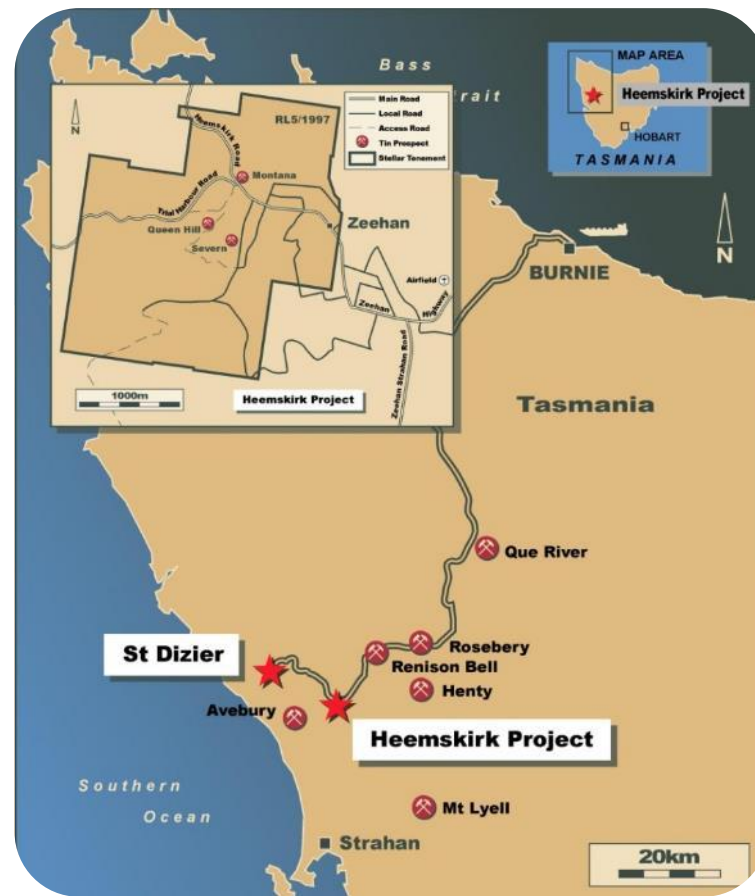 Bass
trait
MAP AREA
Heemskirk Project
HOBART
TASMANIA
N
RL5/1997
Main Road
Local Road
Access Road
Tin Prospect
Stellar Tenement
Heemskirk Road
Montana
Trial Harbour Road
Queen Hill
Severn
Zeehan
Airfield
Zeehan Highway
Zeehan Strahan Road
1000m
Heemskirk Project
N
BURNIE
Tasmania
Que River
St Dizier
Rosebery
Renison Bell
Henty
Avebury
Heemskirk Project
Southern
Ocean
Mt Lyell
Strahan
20km